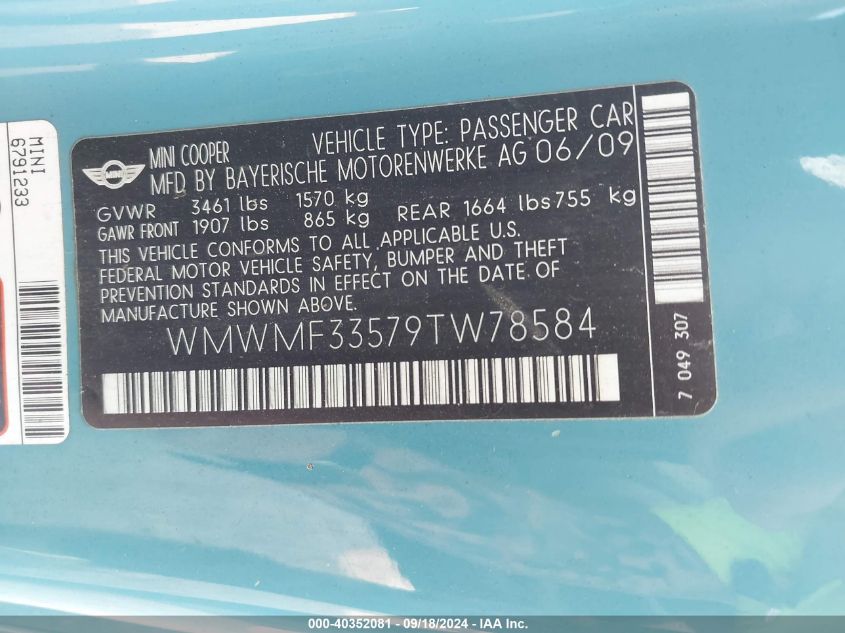 MINI
6791233
MINI
MINI COOPER VEHICLE TYPE: PASSENGER CAR
MFD BY BAYERISCHE MOTORENWERKE AG 06/09
GVWR 3461 lbs 1570 kg
GAWR FRONT 1907 lbs 865 kg REAR 1664 lbs 755 kg
THIS VEHICLE CONFORMS TO ALL APPLICABLE U.S.
FEDERAL MOTOR VEHICLE SAFETY, BUMPER AND THEFT
PREVENTION STANDARDS IN EFFECT ON THE DATE OF
MANUFACTURE SHOWN ABOVE.
WMWMF33579TW78584
7 049 307
000-40352081 - 09/18/2024 - IAA, Inc.